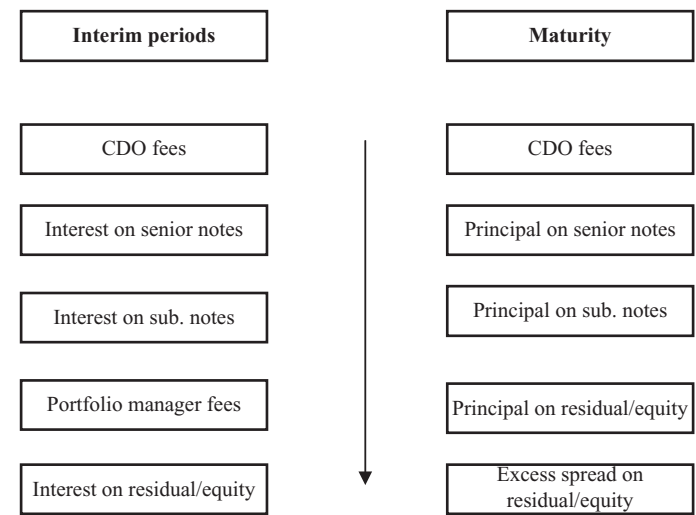 Interim periods
Maturity
CDO fees
CDO fees
Interest on senior notes
Principal on senior notes
Interest on sub. notes
Principal on sub. notes
Portfolio manager fees
Principal on residual/equity
Interest on residual/equity
Excess spread on
residual/equity